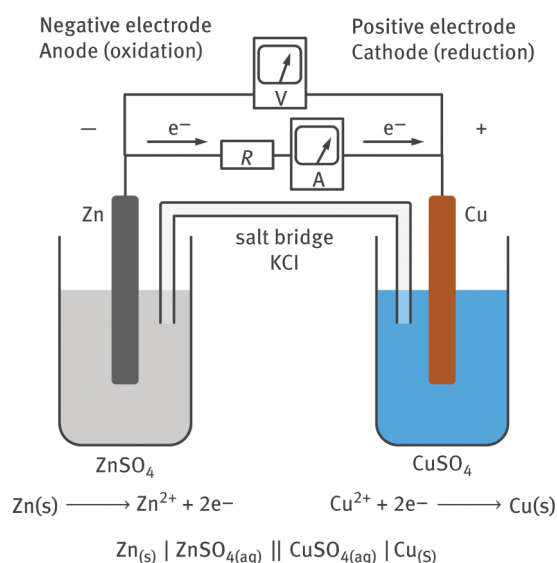 Negative electrode
Anode (oxidation)
Positive electrode
Cathode (reduction)
V
—
e⁻
R
A
e⁻
+
Zn
Cu
salt bridge
KCl
ZnSO₄
CuSO₄
Zn(s) ⟶ Zn²⁺ + 2e–
Cu²⁺ + 2e– ⟶ Cu(s)
Zn₍s₎ | ZnSO₄₍aq₎ || CuSO₄₍aq₎ | Cu₍S₎